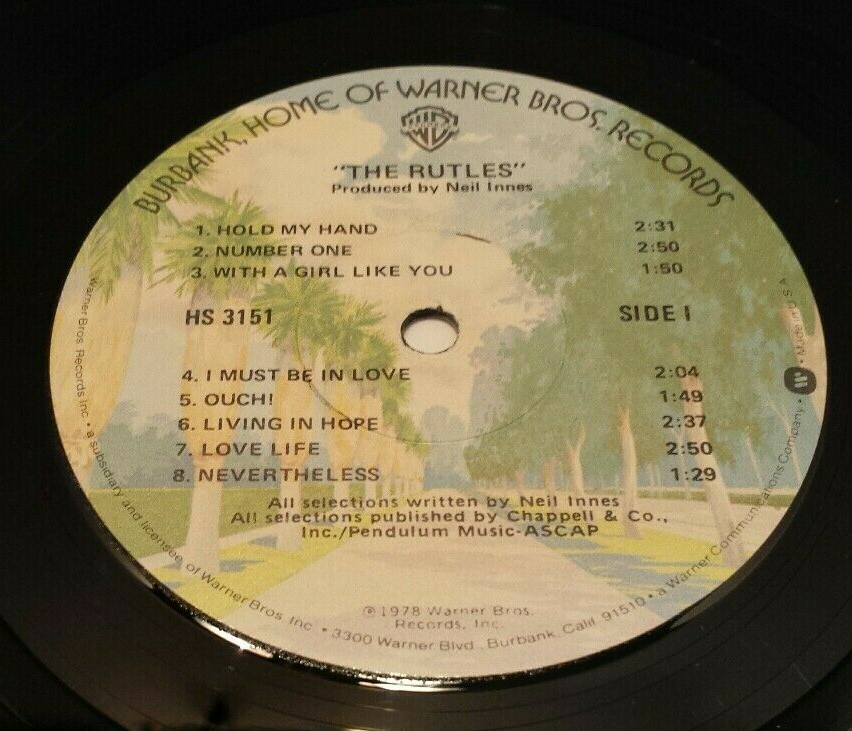 BURBANK, HOME OF WARNER BROS. RECORDS
"THE RUTLES"
Produced by Neil Innes
1. HOLD MY HAND 2:31
2. NUMBER ONE 2:50
3. WITH A GIRL LIKE YOU 1:50
HS 3151 SIDE 1
4. I MUST BE IN LOVE 2:04
5. OUCH! 1:49
6. LIVING IN HOPE 2:37
7. LOVE LIFE 2:50
8. NEVERTHELESS 1:29
All selections written by Neil Innes
All selections published by Chappell & Co.,
Inc./Pendulum Music-ASCAP
℗1978 Warner Bros.
Records, Inc.
Warner Bros. Records Inc. • a subsidiary and licensee of Warner Bros. Inc. • 3300 Warner Blvd., Burbank, Calif. 91510 • a Warner Communications Company • Made in U.S.A.